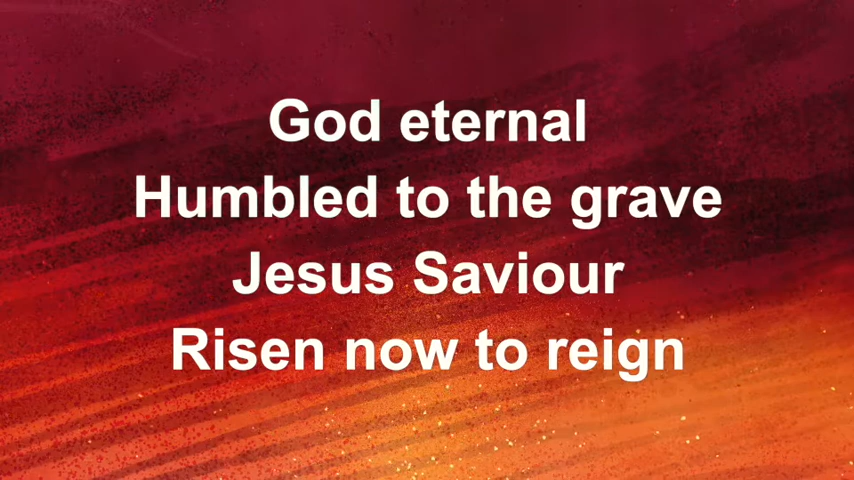 God eternal
Humbled to the grave
Jesus Saviour
Risen now to reign